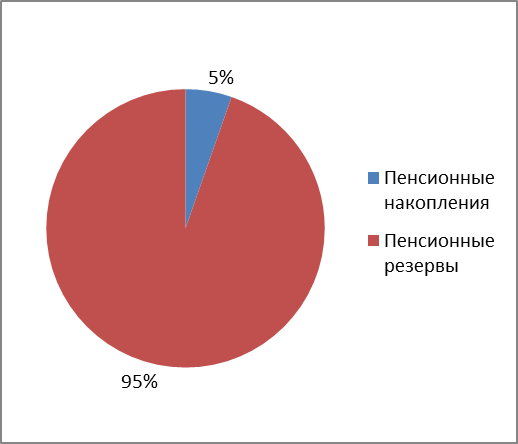 5%
Пенсионные
накопления
Пенсионные
резервы
95%